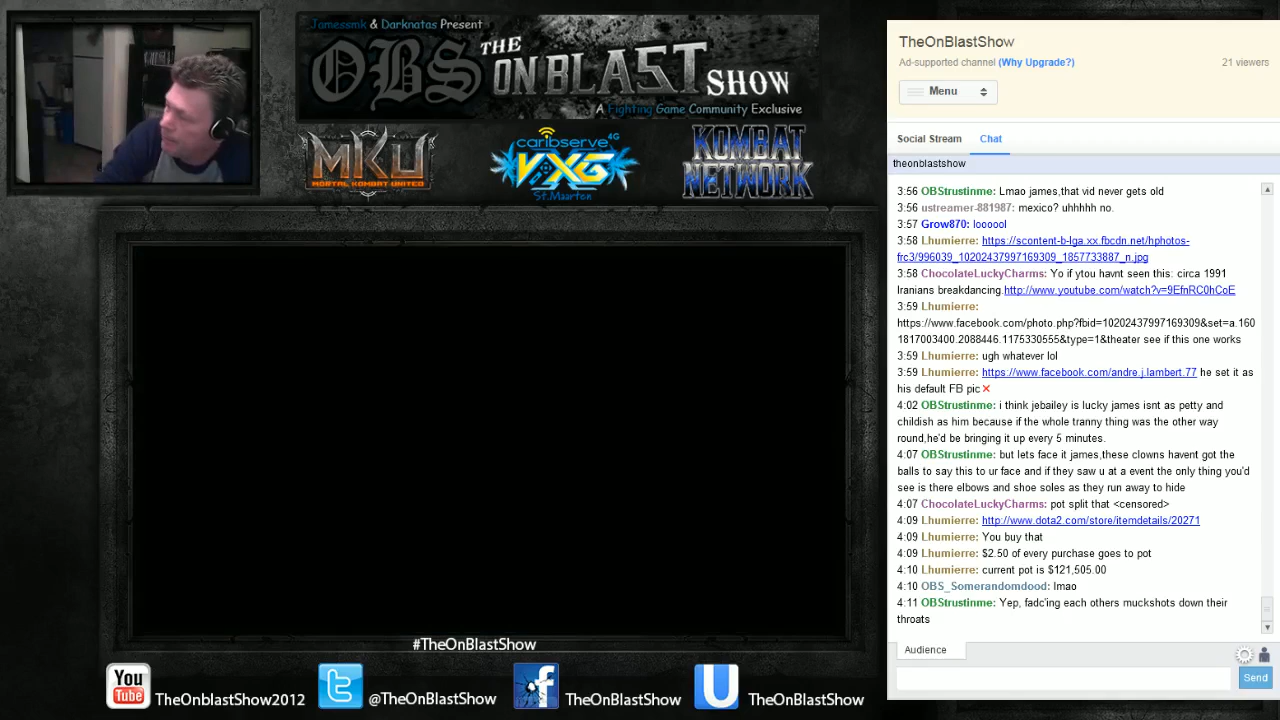 Jamessmk & Darknatas Present
OBS THE ON BLAST SHOW
A Fighting Game Community Exclusive
MKU
MORTAL KOMBAT UNITED
caribserve 4G
VXG
St.Maarten
KOMBAT
NETWORK
#TheOnBlastShow
You
Tube
TheOnblastShow2012
@TheOnBlastShow
TheOnBlastShow
TheOnBlastShow
TheOnBlastShow
Ad-supported channel (Why Upgrade?)
21 viewers
Menu
Social Stream Chat
theonblastshow
3:56 OBStrustinme: Lmao james,that vid never gets old
3:56 ustreamer-881987: mexico? uhhhhh no.
3:57 Grow870: loooool
3:58 Lhumierre: https://scontent-b-lga.xx.fbcdn.net/hphotos-
frc3/996039_10202437997169309_1857733887_n.jpg
3:58 ChocolateLuckyCharms: Yo if ytou havnt seen this: circa 1991
Iranians breakdancing.http://www.youtube.com/watch?v=9EfnRC0hCoE
3:59 Lhumierre:
https://www.facebook.com/photo.php?fbid=10202437997169309&set=a.160
1817003400.2088446.1175330555&type=1&theater see if this one works
3:59 Lhumierre: ugh whatever lol
3:59 Lhumierre: https://www.facebook.com/andre.j.lambert.77 he set it as
his default FB pic
4:02 OBStrustinme: i think jebailey is lucky james isnt as petty and
childish as him because if the whole tranny thing was the other way
round,he'd be bringing it up every 5 minutes.
4:07 OBStrustinme: but lets face it james,these clowns havent got the
balls to say this to ur face and if they saw u at a event the only thing you'd
see is there elbows and shoe soles as they run away to hide
4:07 ChocolateLuckyCharms: pot split that <censored>
4:09 Lhumierre: http://www.dota2.com/store/itemdetails/20271
4:09 Lhumierre: You buy that
4:09 Lhumierre: $2.50 of every purchase goes to pot
4:10 Lhumierre: current pot is $121,505.00
4:10 OBS_Somerandomdood: lmao
4:11 OBStrustinme: Yep, fadc'ing each others muckshots down their
throats
Audience
Send